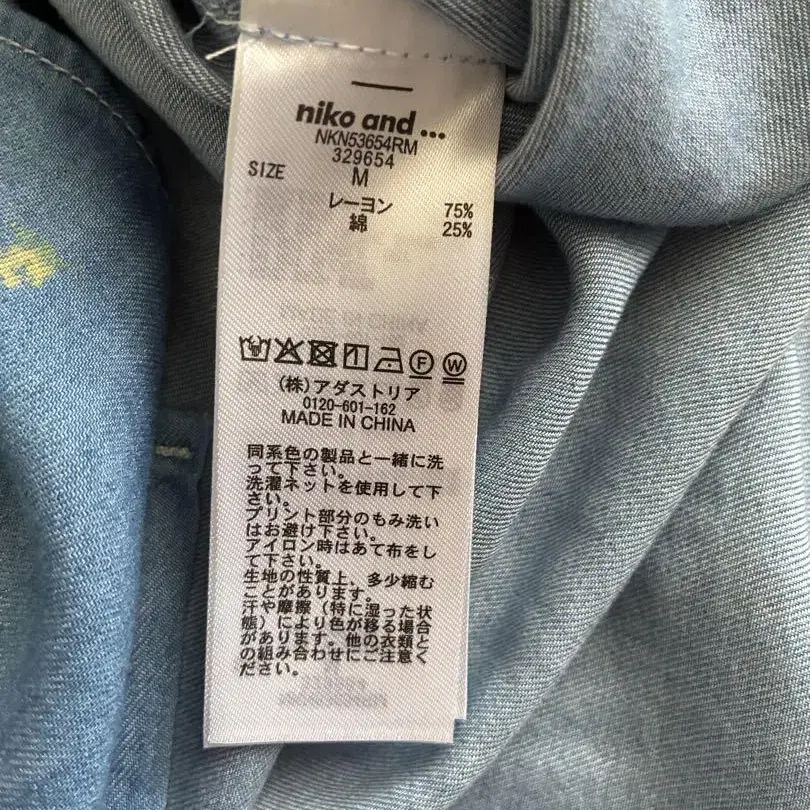 niko and ...
NKN53654RM
329654
SIZE M
レーヨン 75%
綿 25%
F W
(株)アダストリア
0120-601-162
MADE IN CHINA
同系色の製品と一緒に洗
って下さい。
洗濯ネットを使用して下
さい。
プリント部分のもみ洗い
はお避け下さい。
アイロン時はあて布をし
て下さい。
生地の性質上、多少縮む
ことがあります。
汗や摩擦(特に湿った状
態)により色が移る場合
があります。他の衣類と
の組み合わせにご注意く
ださい。